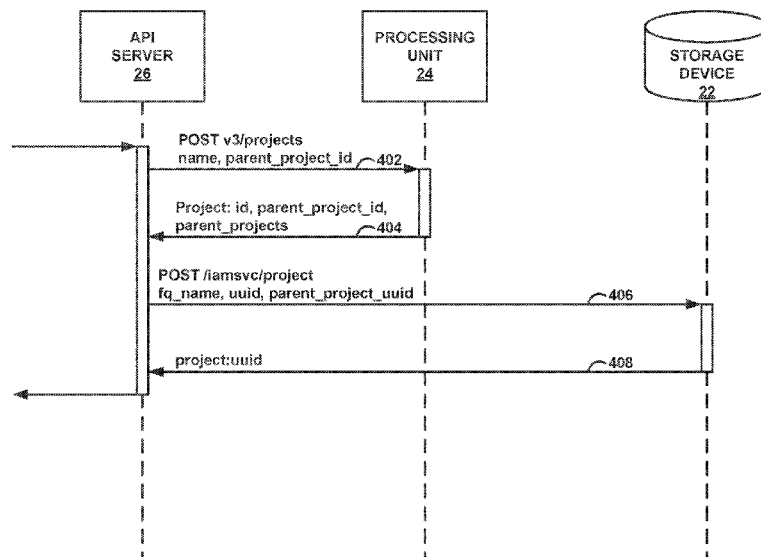 API
SERVER
26
PROCESSING
UNIT
24
STORAGE
DEVICE
22
POST v3/projects
name, parent_project_id
402
Project: id, parent_project_id,
parent_projects
404
POST /iamsvc/project
fq_name, uuid, parent_project_uuid
406
project:uuid
408